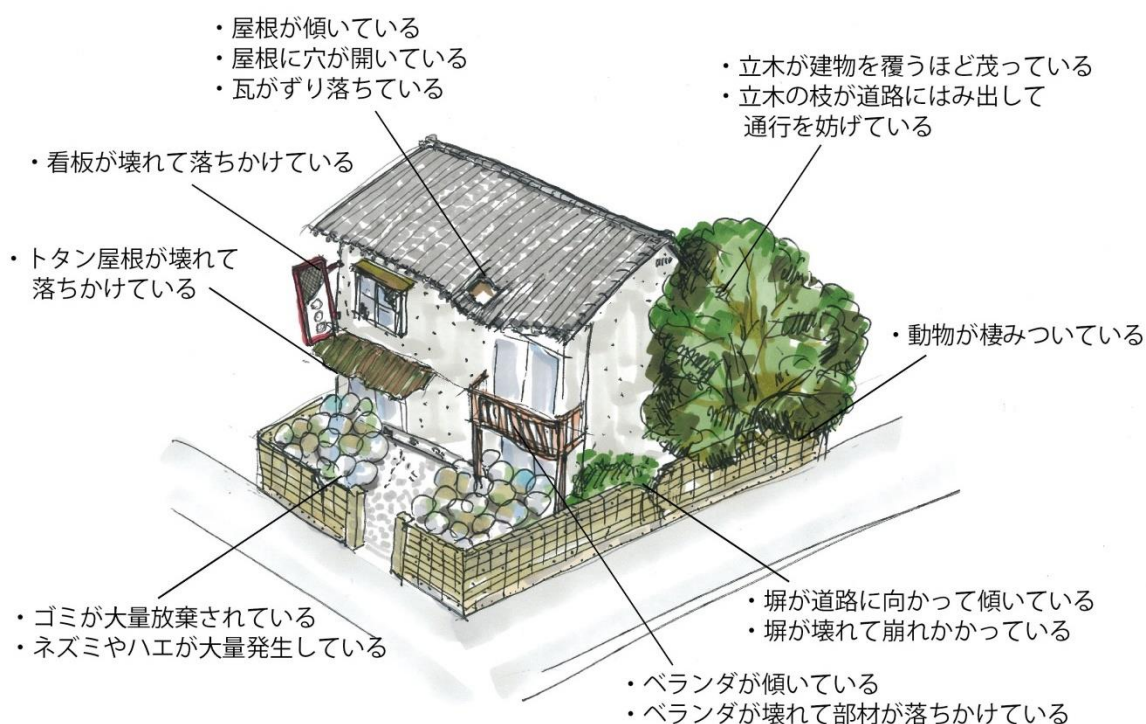 ・屋根が傾いている
・屋根に穴が開いている
・瓦がずり落ちている
・立木が建物を覆うほど茂っている
・立木の枝が道路にはみ出して
通行を妨げている
・看板が壊れて落ちかけている
・トタン屋根が壊れて
落ちかけている
・動物が棲みついている
・ゴミが大量放棄されている
・ネズミやハエが大量発生している
・塀が道路に向かって傾いている
・塀が壊れて崩れかかっている
・ベランダが傾いている
・ベランダが壊れて部材が落ちかけている